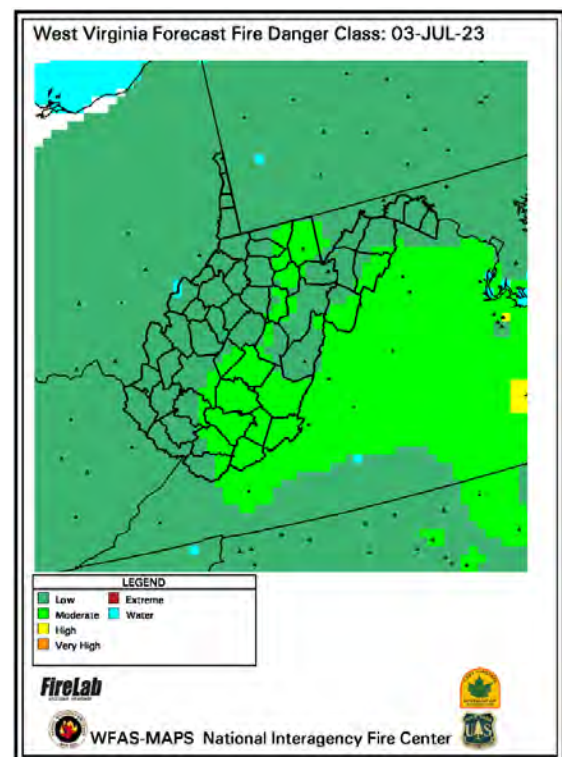 West Virginia Forecast Fire Danger Class: 03-JUL-23
LEGEND
Low
Extreme
Moderate
Water
High
Very High
FireLab
WFAS-MAPS National Interagency Fire Center
U S